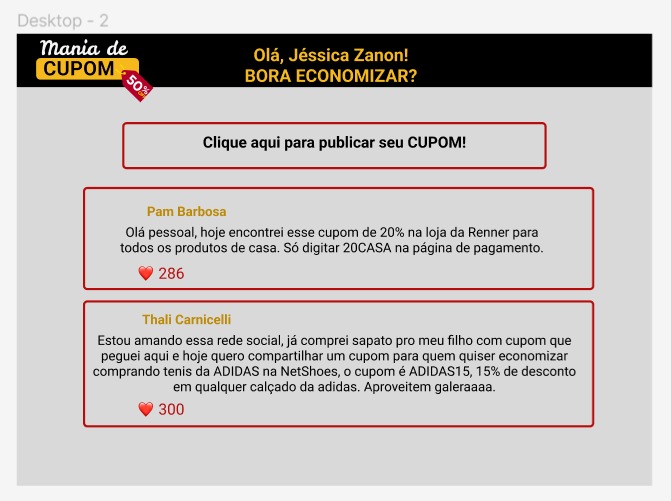 Desktop - 2
Mania de
CUPOM
50%
Olá, Jéssica Zanon!
BORA ECONOMIZAR?
Clique aqui para publicar seu CUPOM!
Pam Barbosa
Olá pessoal, hoje encontrei esse cupom de 20% na loja da Renner para
todos os produtos de casa. Só digitar 20CASA na página de pagamento.
286
Thali Carnicelli
Estou amando essa rede social, já comprei sapato pro meu filho com cupom que
peguei aqui e hoje quero compartilhar um cupom para quem quiser economizar
comprando tenis da ADIDAS na NetShoes, o cupom é ADIDAS15, 15% de desconto
em qualquer calçado da adidas. Aproveitem galeraaaa.
300